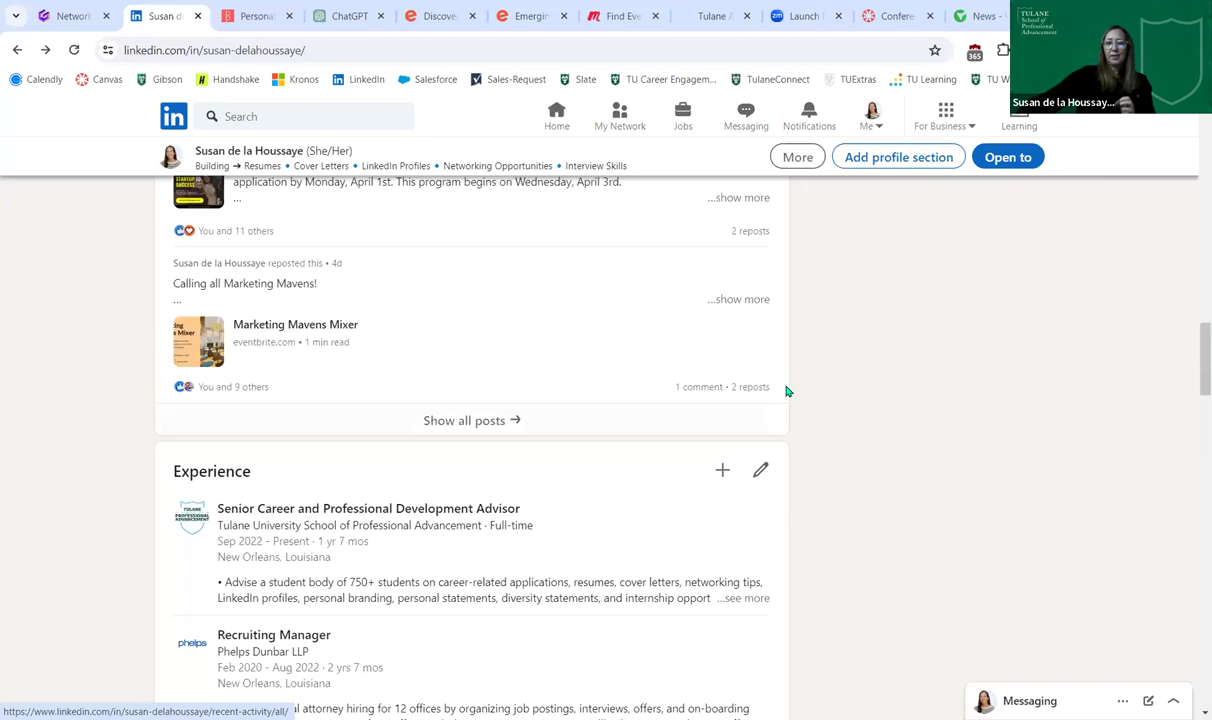 Network
Susan d
Personal
ChatGPT
Discove
Emergin
Find Eve
Tulane A
Launch
Confere
News -
linkedin.com/in/susan-delahoussaye/
365
Calendly
Canvas
Gibson
Handshake
Kronos
LinkedIn
Salesforce
Sales-Request
Slate
TU Career Engagem...
TulaneConnect
TUExtras
TU Learning
TU W
TULANE
School of
Professional
Advancement
Susan de la Houssay...
in
Search
Home
My Network
Jobs
Messaging
Notifications
Me
For Business
Learning
Susan de la Houssaye (She/Her)
Building → Resumes 🔹 Cover Letters 🔹 LinkedIn Profiles 🔹 Networking Opportunities 🔹 Interview Skills
More
Add profile section
Open to
STARTUP
SUCCESS
application by Monday, April 1st. This program begins on Wednesday, April 3rd.
...
...show more
You and 11 others
2 reposts
Susan de la Houssaye reposted this • 4d
Calling all Marketing Mavens!
...
...show more
Marketing Mavens Mixer
eventbrite.com • 1 min read
You and 9 others
1 comment • 2 reposts
Show all posts →
Experience
TULANE
PROFESSIONAL
ADVANCEMENT
Senior Career and Professional Development Advisor
Tulane University School of Professional Advancement · Full-time
Sep 2022 - Present · 1 yr 7 mos
New Orleans, Louisiana
• Advise a student body of 750+ students on career-related applications, resumes, cover letters, networking tips,
LinkedIn profiles, personal branding, personal statements, diversity statements, and internship opport ...see more
phelps
Recruiting Manager
Phelps Dunbar LLP
Feb 2020 - Aug 2022 · 2 yrs 7 mos
New Orleans, Louisiana
al attorney hiring for 12 offices by organizing job postings, interviews, offers, and on-boarding
https://www.linkedin.com/in/susan-delahoussaye/recent-activity/all/
Messaging